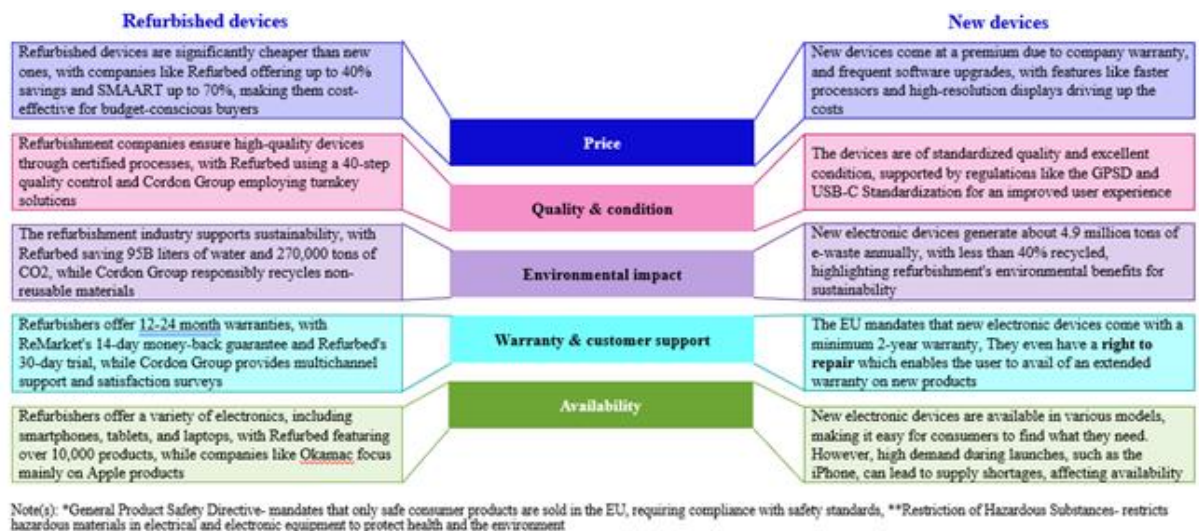 Refurbished devices
New devices
Refurbished devices are significantly cheaper than new
ones, with companies like Refurbed offering up to 40%
savings and SMAART up to 70%, making them cost-
effective for budget-conscious buyers
Price
New devices come at a premium due to company warranty,
and frequent software upgrades, with features like faster
processors and high-resolution displays driving up the
costs
Refurbishment companies ensure high-quality devices
through certified processes, with Refurbed using a 40-step
quality control and Cordon Group employing turnkey
solutions
Quality & condition
The devices are of standardized quality and excellent
condition, supported by regulations like the GPSD and
USB-C Standardization for an improved user experience
The refurbishment industry supports sustainability, with
Refurbed saving 95B liters of water and 270,000 tons of
CO2, while Cordon Group responsibly recycles non-
reusable materials
Environmental impact
New electronic devices generate about 4.9 million tons of
e-waste annually, with less than 40% recycled,
highlighting refurbishment's environmental benefits for
sustainability
Refurbishers offer 12-24 month warranties, with
ReMarket's 14-day money-back guarantee and Refurbed's
30-day trial, while Cordon Group provides multichannel
support and satisfaction surveys
Warranty & customer support
The EU mandates that new electronic devices come with a
minimum 2-year warranty, They even have a right to
repair which enables the user to avail of an extended
warranty on new products
Refurbishers offer a variety of electronics, including
smartphones, tablets, and laptops, with Refurbed featuring
over 10,000 products, while companies like Okamac focus
mainly on Apple products
Availability
New electronic devices are available in various models,
making it easy for consumers to find what they need.
However, high demand during launches, such as the
iPhone, can lead to supply shortages, affecting availability
Note(s): *General Product Safety Directive- mandates that only safe consumer products are sold in the EU, requiring compliance with safety standards, **Restriction of Hazardous Substances- restricts
hazardous materials in electrical and electronic equipment to protect health and the environment